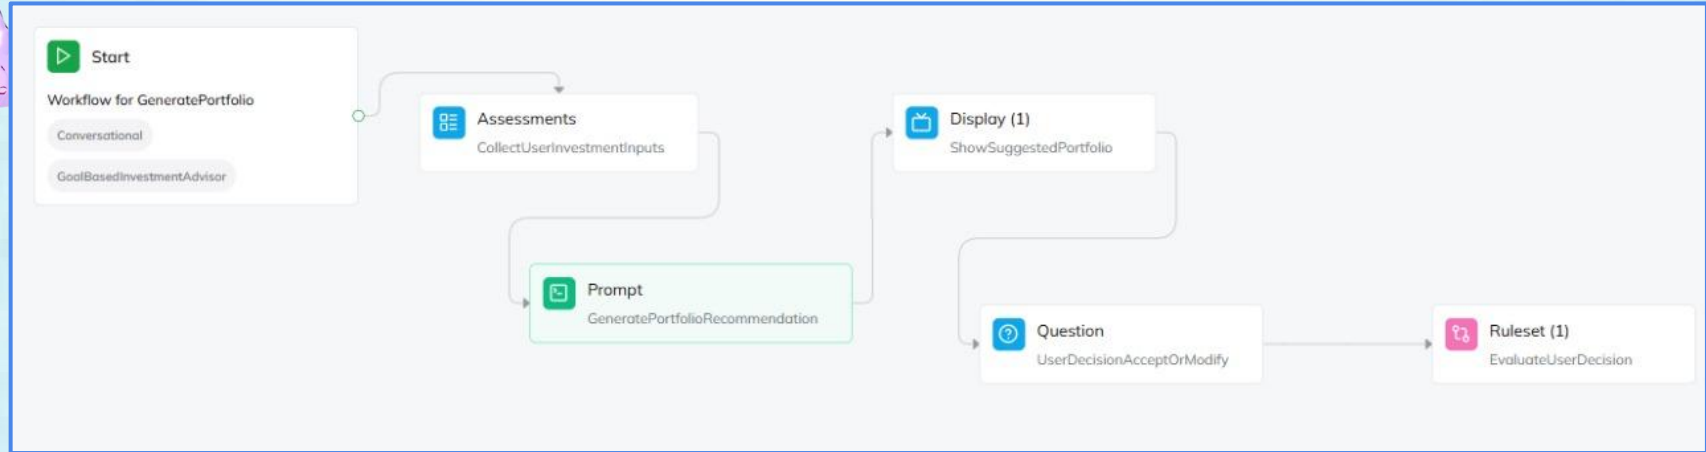 Start
Workflow for GeneratePortfolio
Conversational
GoalBasedInvestmentAdvisor
Assessments
CollectUserInvestmentInputs
Prompt
GeneratePortfolioRecommendation
Display (1)
ShowSuggestedPortfolio
Question
UserDecisionAcceptOrModify
Ruleset (1)
EvaluateUserDecision